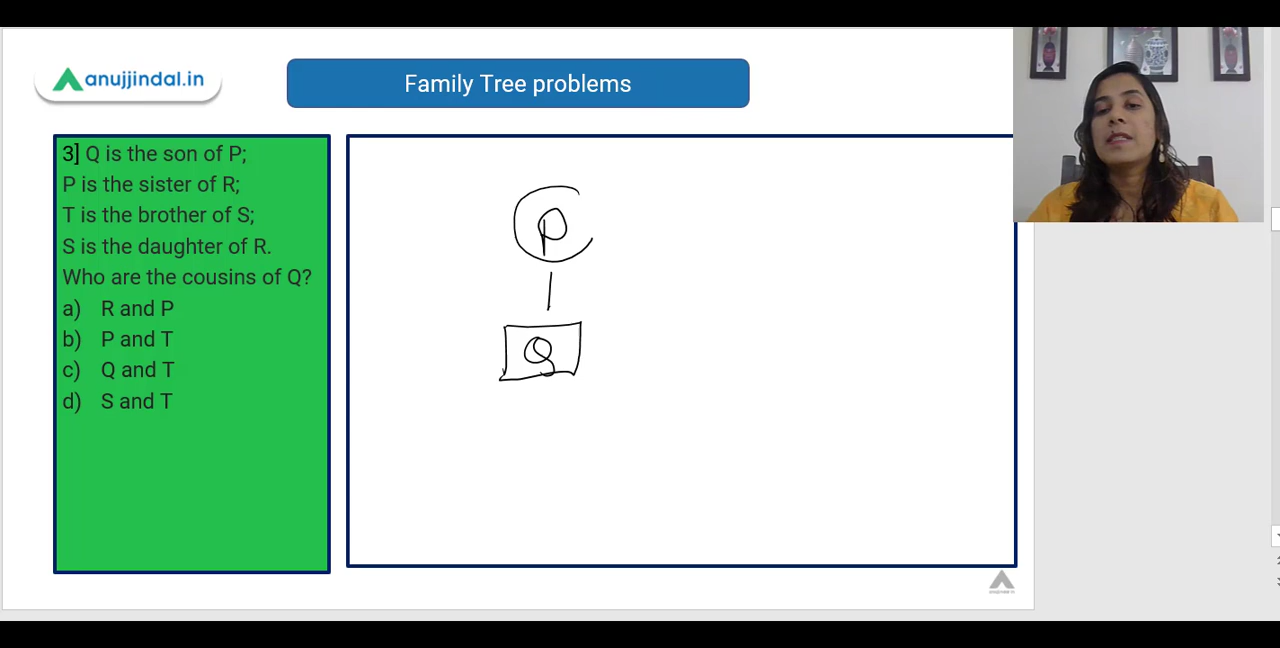 anujjindal.in
Family Tree problems
3] Q is the son of P;
P is the sister of R;
T is the brother of S;
S is the daughter of R.
Who are the cousins of Q?
a) R and P
b) P and T
c) Q and T
d) S and T
P
Q